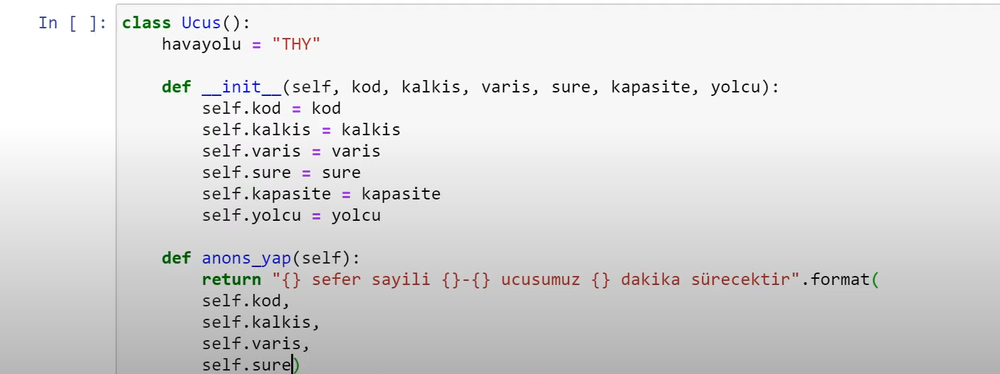 In [ ]: class Ucus():
    havayolu = "THY"

    def __init__(self, kod, kalkis, varis, sure, kapasite, yolcu):
        self.kod = kod
        self.kalkis = kalkis
        self.varis = varis
        self.sure = sure
        self.kapasite = kapasite
        self.yolcu = yolcu

    def anons_yap(self):
        return "{} sefer sayili {}-{} ucusumuz {} dakika sürecektir".format(
        self.kod,
        self.kalkis,
        self.varis,
        self.sure)